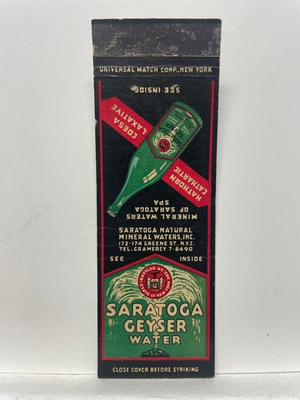 UNIVERSAL MATCH CORP., NEW YORK
SEE INSIDE
COESA
LAXATIVE
HATHORN
CATHARTIC
MINERAL WATERS
OF SARATOGA
SPA
SARATOGA NATURAL
MINERAL WATERS, INC.
172-174 GREENE ST. N.Y.C.
TEL. GRAMERCY 7-8490
SEE INSIDE
SARATOGA
GEYSER
WATER
CLOSE COVER BEFORE STRIKING